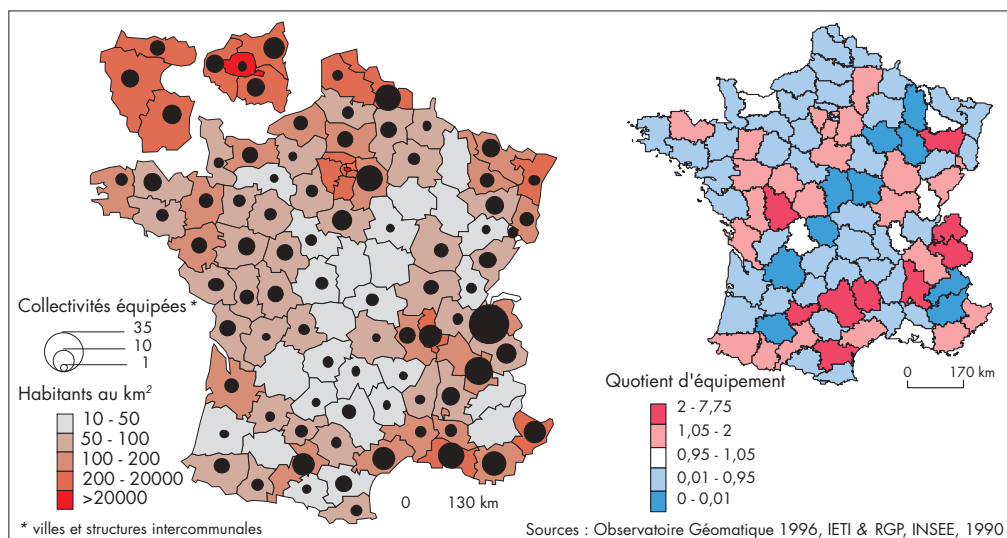 Collectivités équipées *
35
10
1
Habitants au km²
10 - 50
50 - 100
100 - 200
200 - 20000
>20000
* villes et structures intercommunales
0 130 km
Quotient d'équipement
2 - 7,75
1,05 - 2
0,95 - 1,05
0,01 - 0,95
0 - 0,01
0 170 km
Sources : Observatoire Géomatique 1996, IETI & RGP, INSEE, 1990